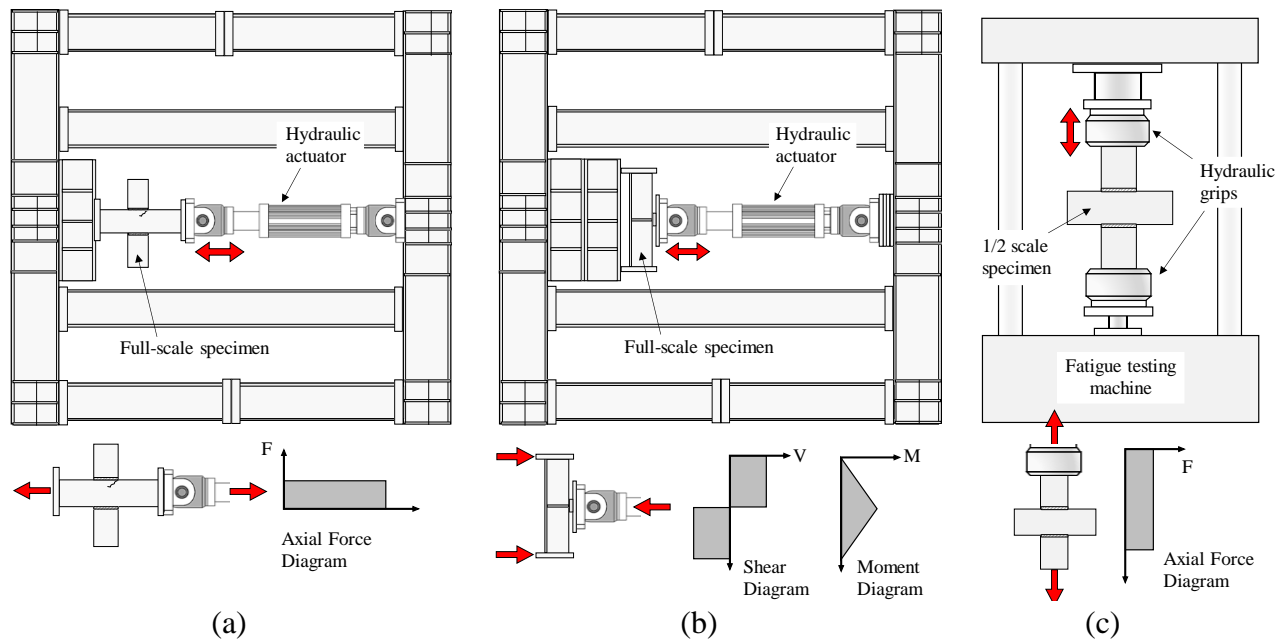 Hydraulic
actuator
Full-scale specimen
F
Axial Force
Diagram
(a)
Hydraulic
actuator
Full-scale specimen
V
M
Shear
Diagram
Moment
Diagram
(b)
Hydraulic
grips
1/2 scale
specimen
Fatigue testing
machine
F
Axial Force
Diagram
(c)